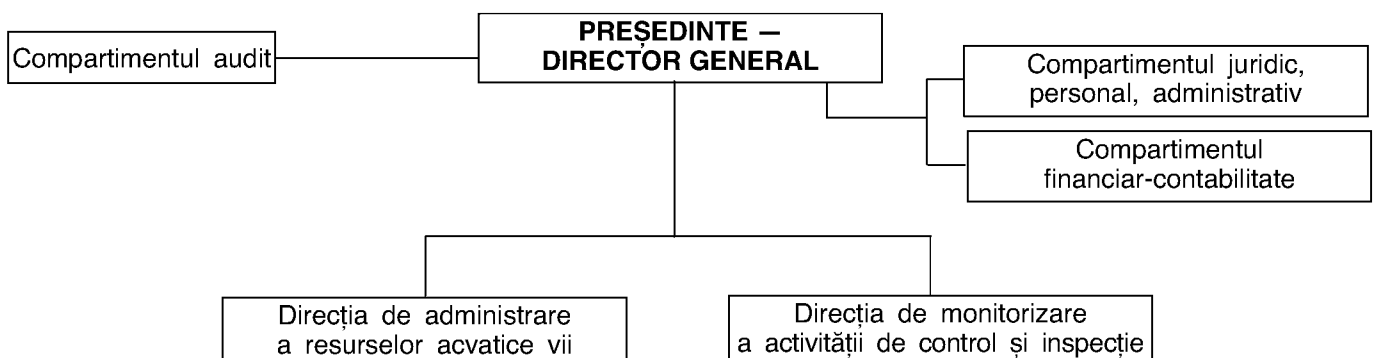 PREȘEDINTE —
DIRECTOR GENERAL
Compartimentul audit
Compartimentul juridic,
personal, administrativ
Compartimentul
financiar-contabilitate
Direcția de administrare
a resurselor acvatice vii
Direcția de monitorizare
a activității de control și inspecție